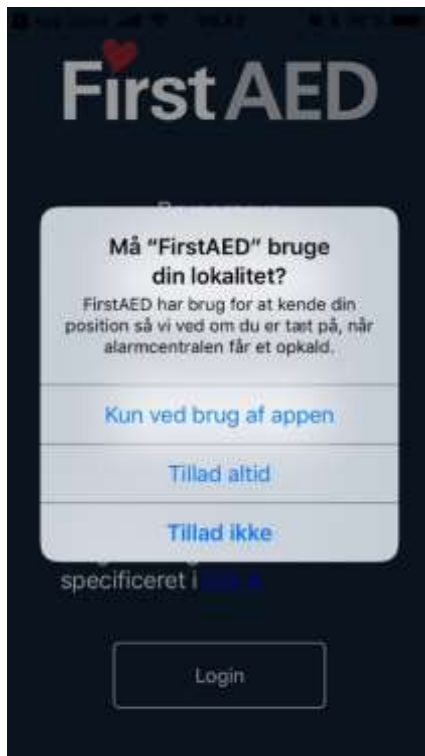 FirstAED
Må “FirstAED” bruge
din lokalitet?
FirstAED har brug for at kende din
position så vi ved om du er tæt på, når
alarmcentralen får et opkald.
Kun ved brug af appen
Tillad altid
Tillad ikke
specificeret i
Login